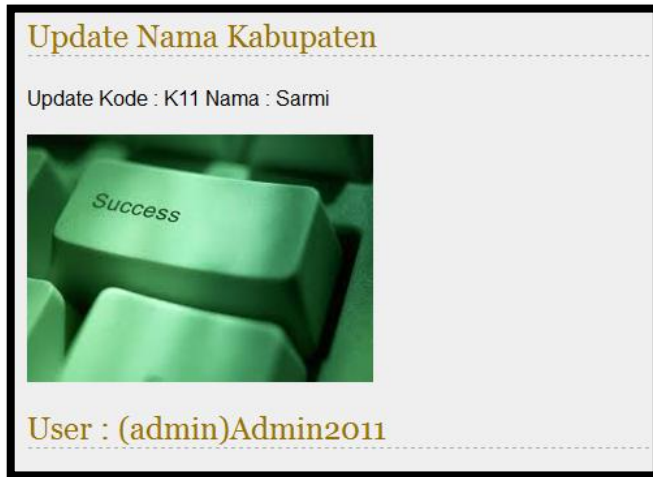 Update Nama Kabupaten
Update Kode : K11 Nama : Sarmi
Success
User : (admin)Admin2011